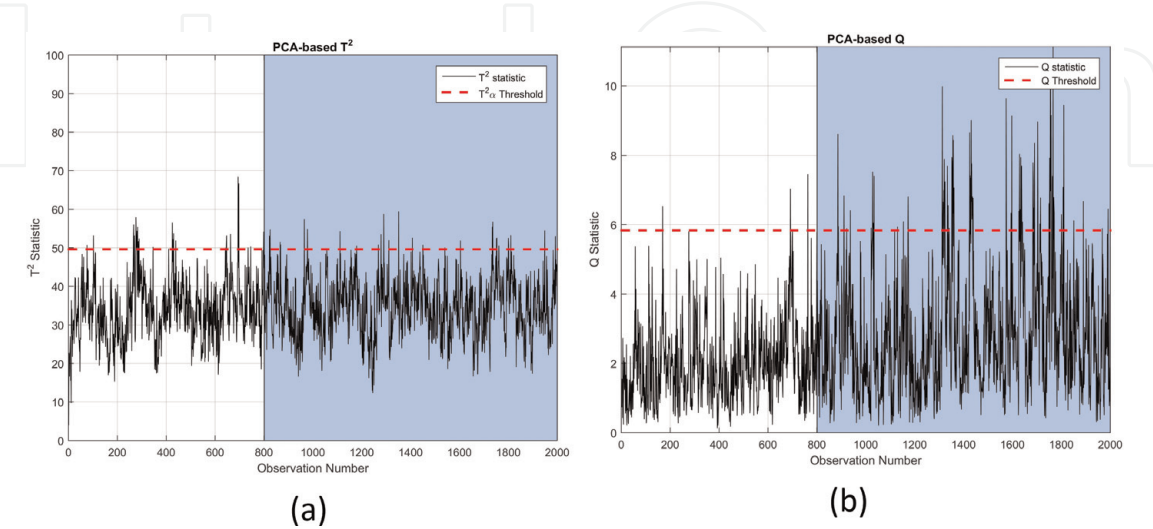 PCA-based T²
T² statistic
T²α Threshold
T² Statistic
100
90
80
70
60
50
40
30
20
10
0
0 200 400 600 800 1000 1200 1400 1600 1800 2000
Observation Number
(a)
PCA-based Q
Q statistic
Q Threshold
Q Statistic
10
8
6
4
2
0
0 200 400 600 800 1000 1200 1400 1600 1800 2000
Observation Number
(b)